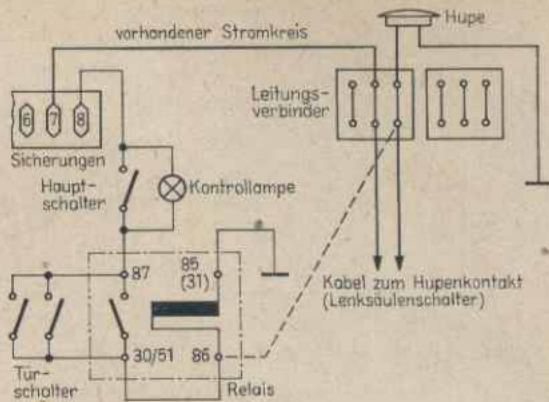 Hupe
vorhandener Stromkreis
Leitungs-
verbinder
6 7 8
Sicherungen
Haupt-
schalter
Kontrollampe
87
85
(31)
Kabel zum Hupenkontakt
(Lenksäulenschalter)
30/51
86
Tür-
schalter
Relais